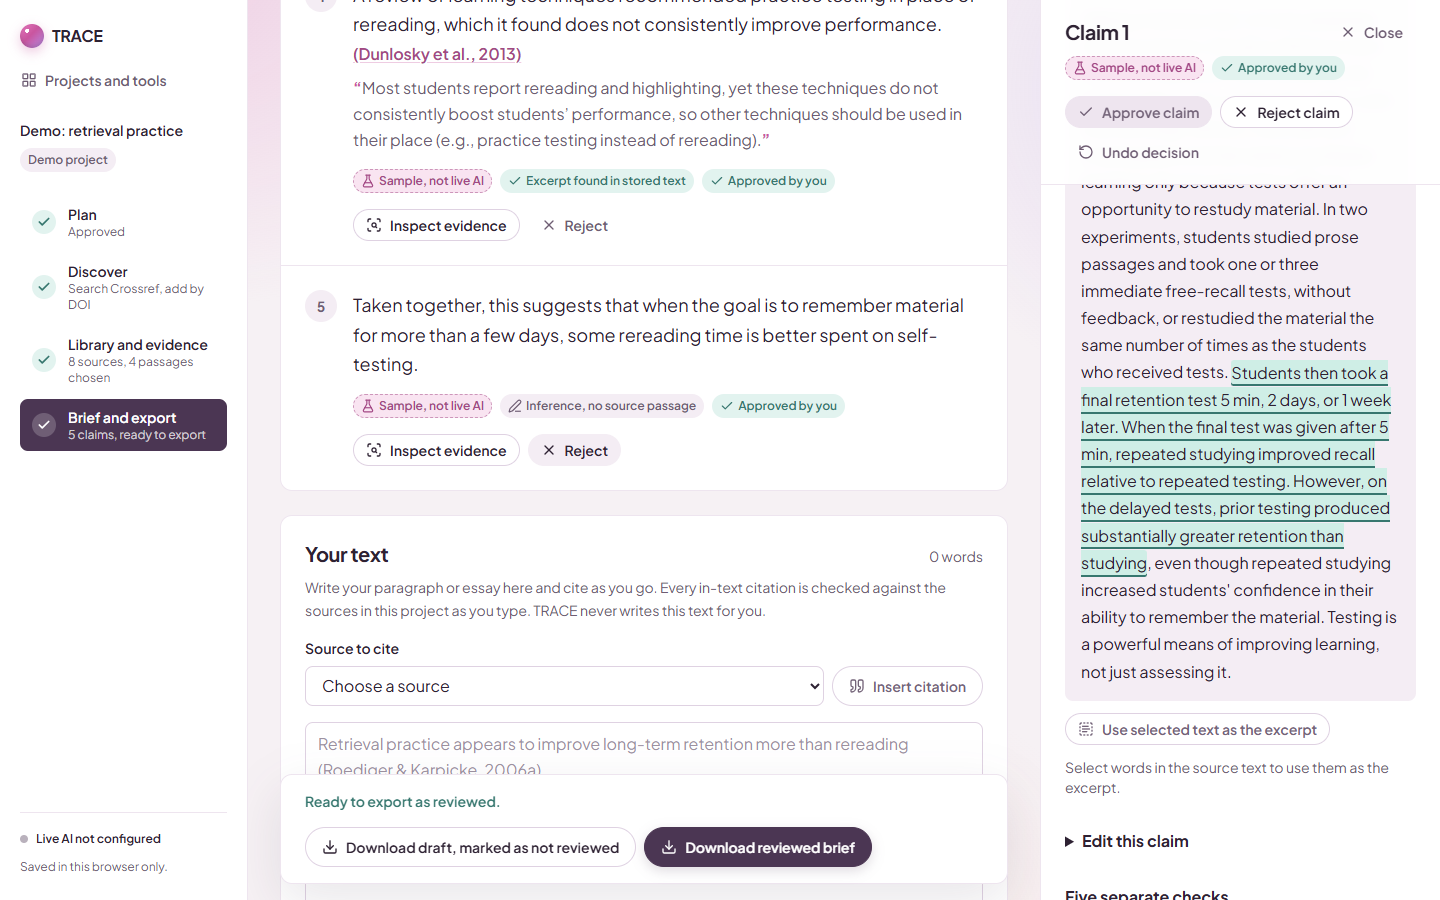 TRACE
Projects and tools
Demo: retrieval practice
Demo project
Plan
Approved
Discover
Search Crossref, add by
DOI
Library and evidence
8 sources, 4 passages
chosen
Brief and export
5 claims, ready to export
Live AI not configured
Saved in this browser only.
rereading, which it found does not consistently improve performance.
(Dunlosky et al., 2013)
“Most students report rereading and highlighting, yet these techniques do not
consistently boost students’ performance, so other techniques should be used in
their place (e.g., practice testing instead of rereading).”
Sample, not live AI
Excerpt found in stored text
Approved by you
Inspect evidence
Reject
5
Taken together, this suggests that when the goal is to remember material
for more than a few days, some rereading time is better spent on self-
testing.
Sample, not live AI
Inference, no source passage
Approved by you
Inspect evidence
Reject
Your text
0 words
Write your paragraph or essay here and cite as you go. Every in-text citation is checked against the
sources in this project as you type. TRACE never writes this text for you.
Source to cite
Choose a source
Insert citation
Retrieval practice appears to improve long-term retention more than rereading
(Roediger & Karpicke, 2006a)
Ready to export as reviewed.
Download draft, marked as not reviewed
Download reviewed brief
Claim 1
Close
Sample, not live AI
Approved by you
Approve claim
Reject claim
Undo decision
learning only because tests offer an
opportunity to restudy material. In two
experiments, students studied prose
passages and took one or three
immediate free-recall tests, without
feedback, or restudied the material the
same number of times as the students
who received tests. Students then took a
final retention test 5 min, 2 days, or 1 week
later. When the final test was given after 5
min, repeated studying improved recall
relative to repeated testing. However, on
the delayed tests, prior testing produced
substantially greater retention than
studying, even though repeated studying
increased students' confidence in their
ability to remember the material. Testing is
a powerful means of improving learning,
not just assessing it.
Use selected text as the excerpt
Select words in the source text to use them as the
excerpt.
Edit this claim
Five separate checks